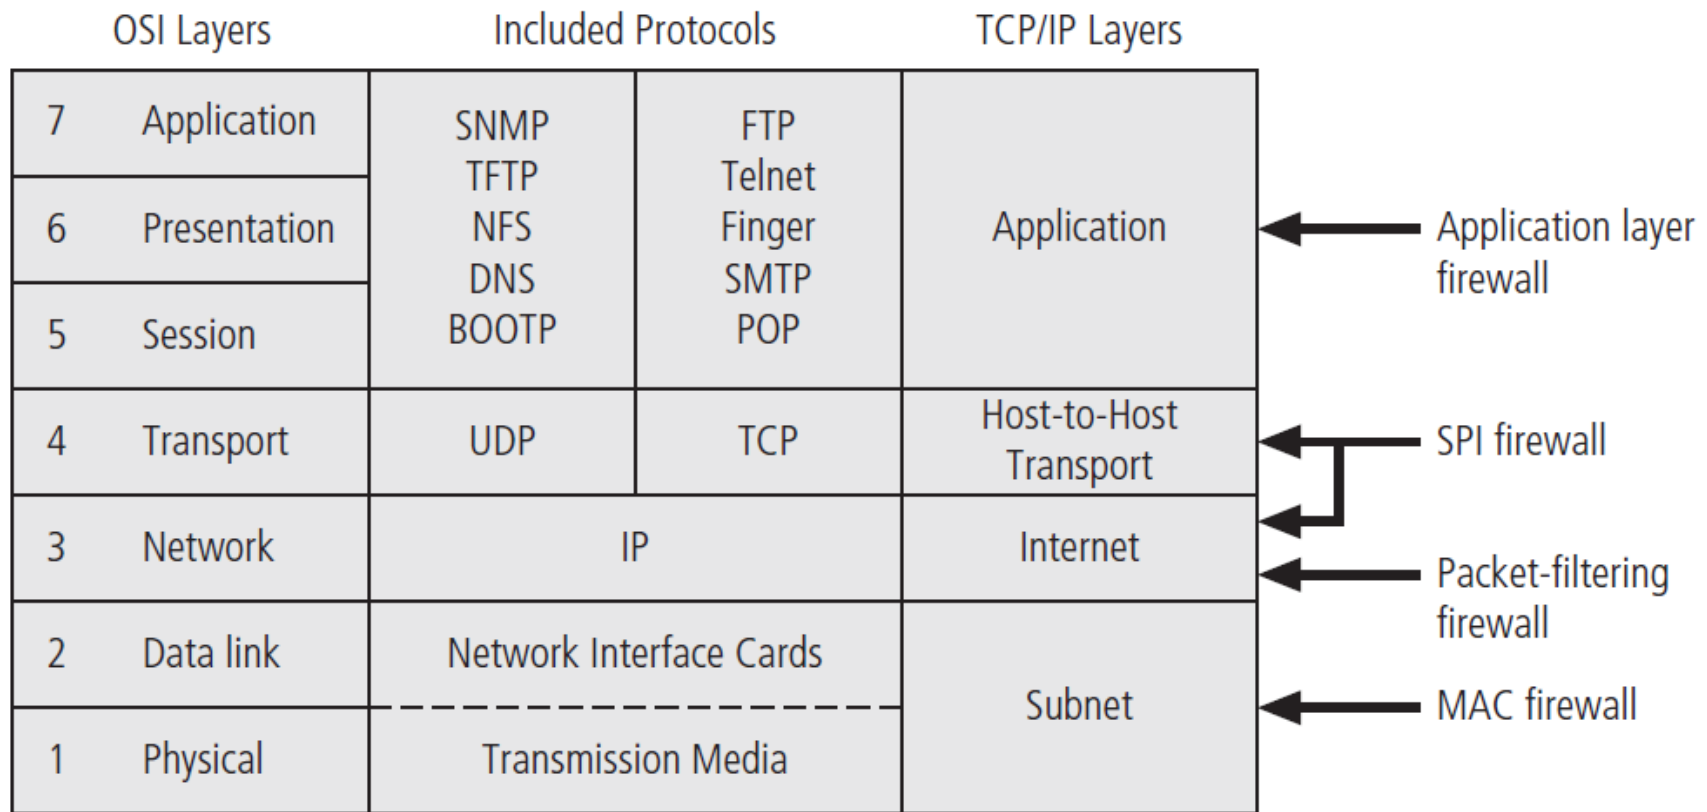 OSI Layers
Included Protocols
TCP/IP Layers
7 Application
6 Presentation
5 Session
SNMP
TFTP
NFS
DNS
BOOTP
FTP
Telnet
Finger
SMTP
POP
Application
Application layer
firewall
4 Transport
UDP
TCP
Host-to-Host
Transport
SPI firewall
3 Network
IP
Internet
Packet-filtering
firewall
2 Data link
Network Interface Cards
1 Physical
Transmission Media
Subnet
MAC firewall